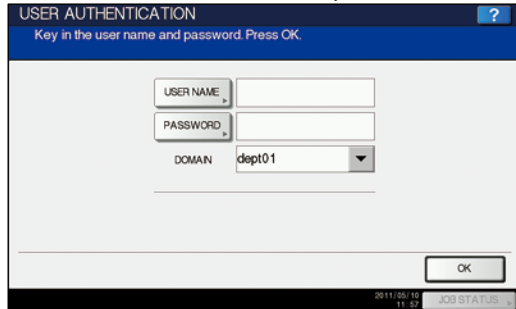 USER AUTHENTICATION
?
Key in the user name and password. Press OK.
USER NAME
PASSWORD
DOMAIN dept01
OK
2011/05/10
11:57
JOB STATUS